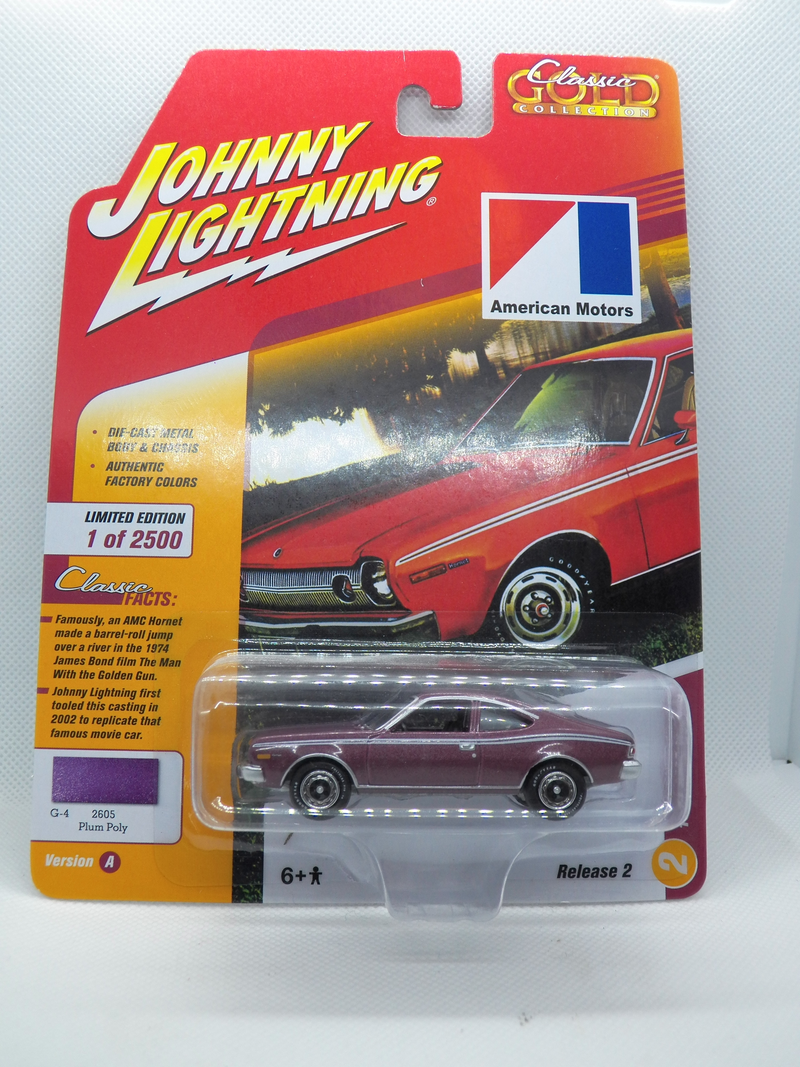 Classic
GOLD
COLLECTION
JOHNNY
LIGHTNING®
American Motors
• DIE-CAST METAL
BODY & CHASSIS
• AUTHENTIC
FACTORY COLORS
LIMITED EDITION
1 of 2500
Classic
FACTS:
Famously, an AMC Hornet
made a barrel-roll jump
over a river in the 1974
James Bond film The Man
With the Golden Gun.
Johnny Lightning first
tooled this casting in
2002 to replicate that
famous movie car.
GOODYEAR
G-4 2605
Plum Poly
Version A
6+
Release 2
2